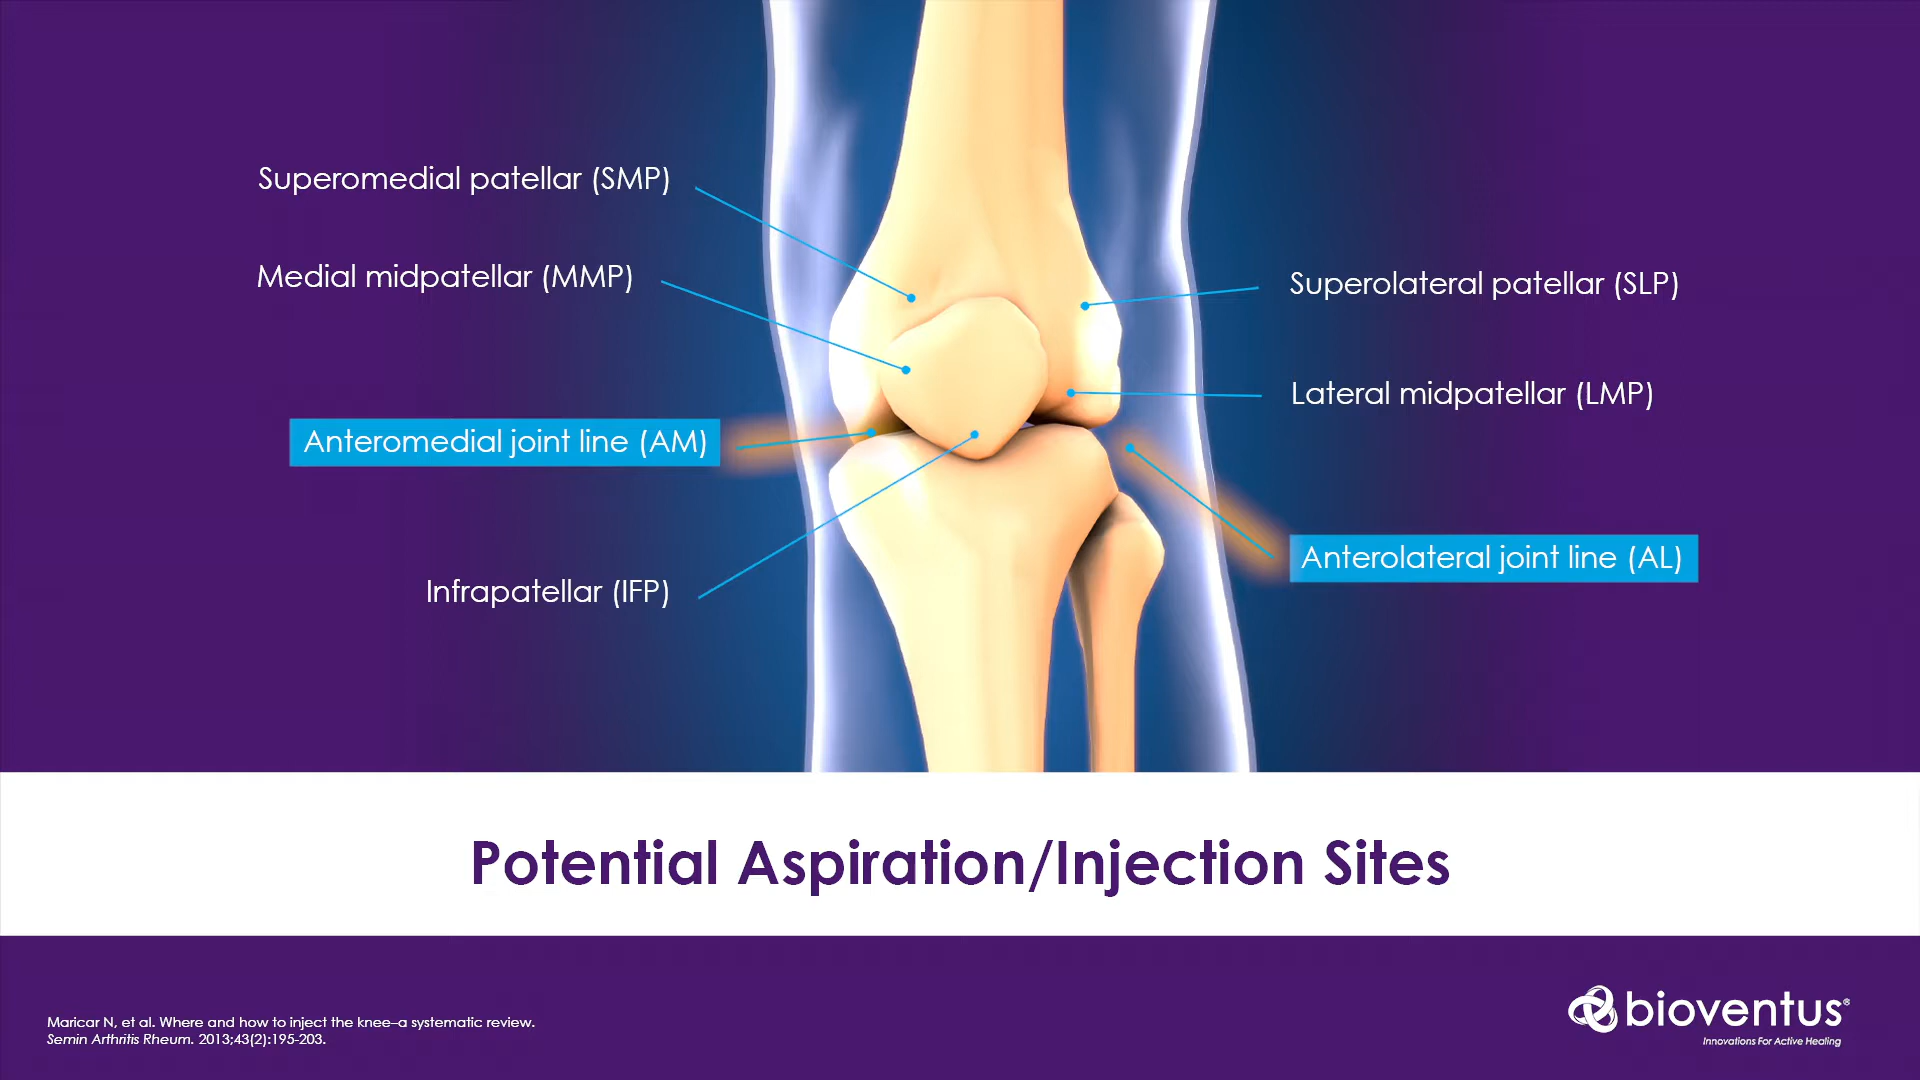 Superomedial patellar (SMP)
Medial midpatellar (MMP)
Anteromedial joint line (AM)
Infrapatellar (IFP)
Superolateral patellar (SLP)
Lateral midpatellar (LMP)
Anterolateral joint line (AL)
Potential Aspiration/Injection Sites
Maricar N, et al. Where and how to inject the knee–a systematic review.
Semin Arthritis Rheum. 2013;43(2):195-203.
bioventus®
Innovations For Active Healing